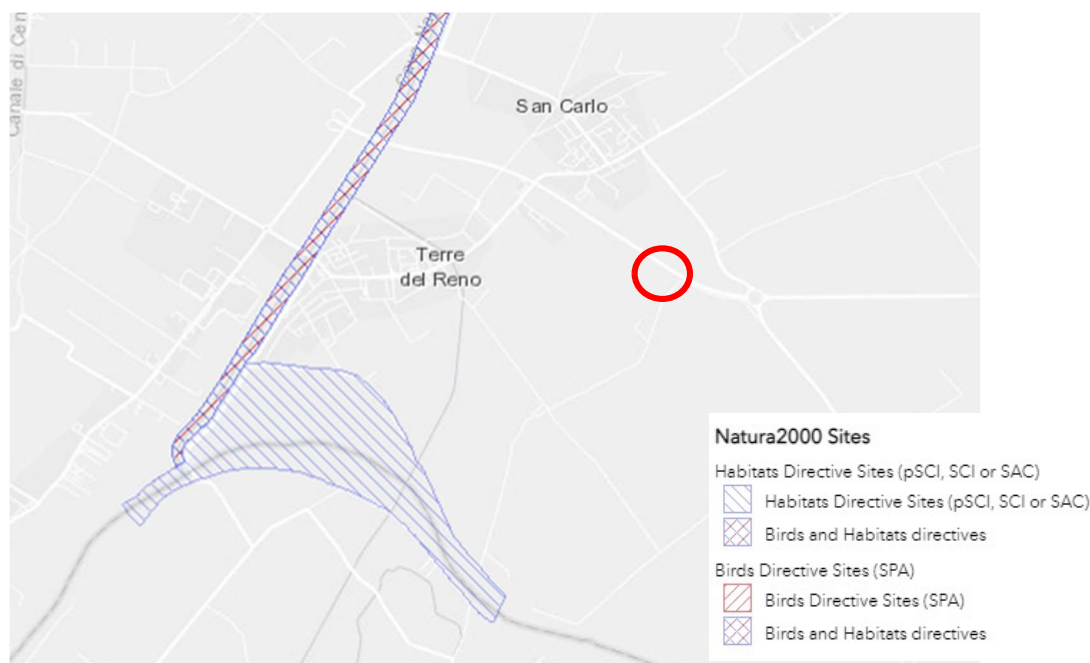 Canale di Cen
San Carlo
Terre
del Reno
Natura2000 Sites
Habitats Directive Sites (pSCI, SCI or SAC)
Habitats Directive Sites (pSCI, SCI or SAC)
Birds and Habitats directives
Birds Directive Sites (SPA)
Birds Directive Sites (SPA)
Birds and Habitats directives